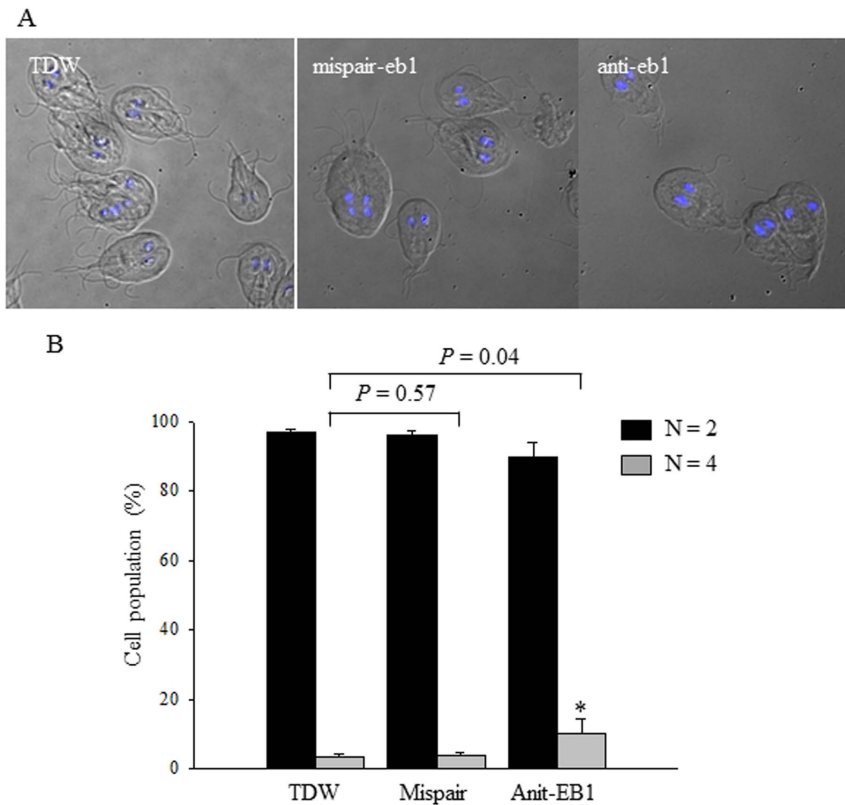 A
TDW
mispair-eb1
anti-eb1
B
P = 0.04
P = 0.57
N = 2
N = 4
Cell population (%)
100
80
60
40
20
0
*
TDW
Mispair
Anit-EB1